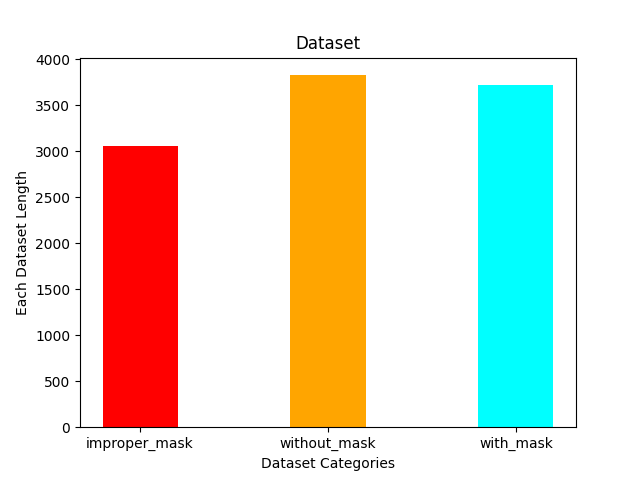 Dataset
Each Dataset Length
4000
3500
3000
2500
2000
1500
1000
500
0
improper_mask without_mask with_mask
Dataset Categories